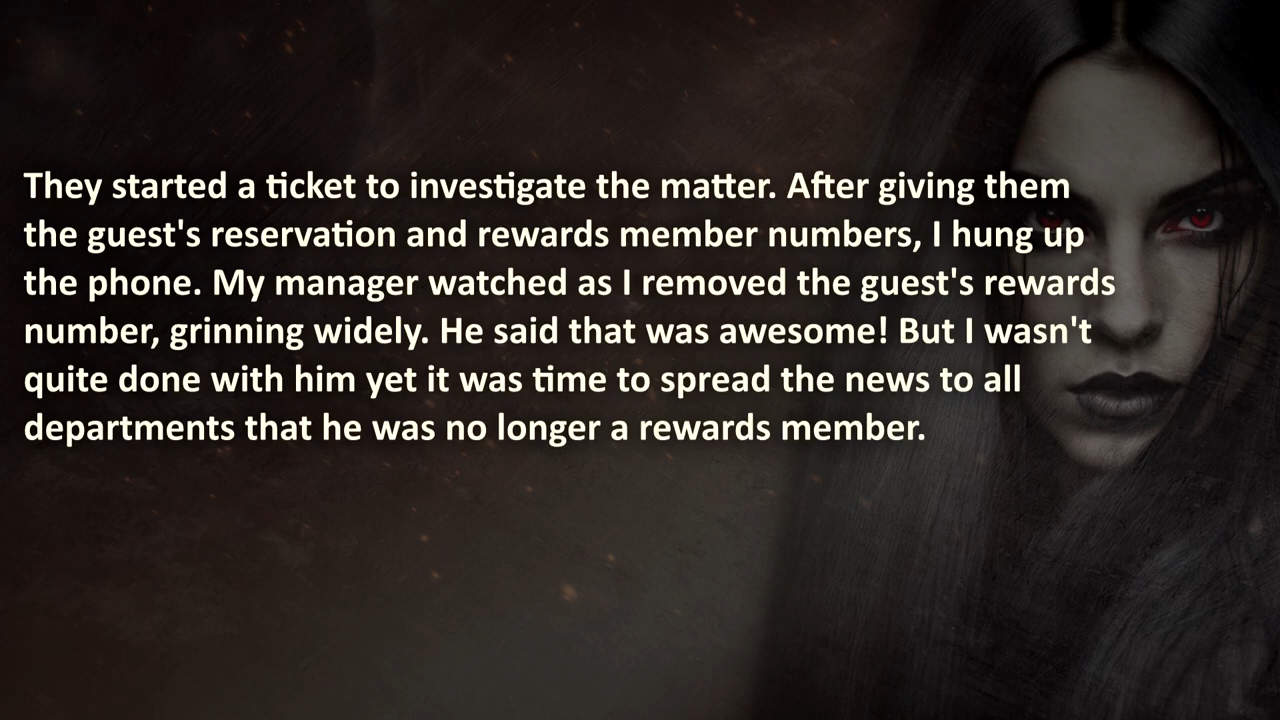 They started a ticket to investigate the matter. After giving them
the guest's reservation and rewards member numbers, I hung up
the phone. My manager watched as I removed the guest's rewards
number, grinning widely. He said that was awesome! But I wasn't
quite done with him yet it was time to spread the news to all
departments that he was no longer a rewards member.